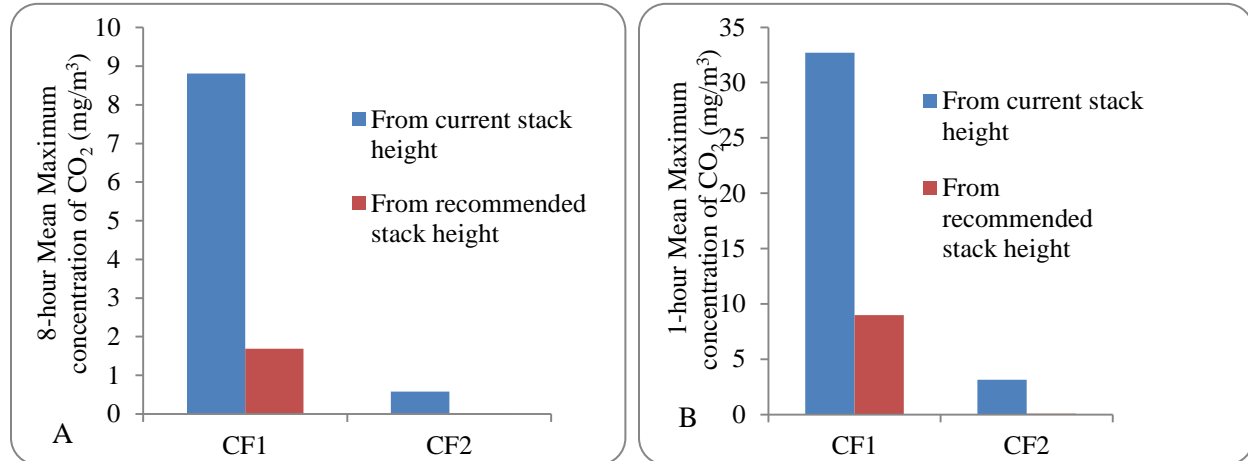 8-hour Mean Maximum
concentration of CO₂ (mg/m³)
10
9
8
7
6
5
4
3
2
1
0
From current stack
height
From recommended
stack height
A
CF1
CF2
1-hour Mean Maximum
concentration of CO₂ (mg/m³)
35
30
25
20
15
10
5
0
From current stack
height
From
recommended
stack height
B
CF1
CF2